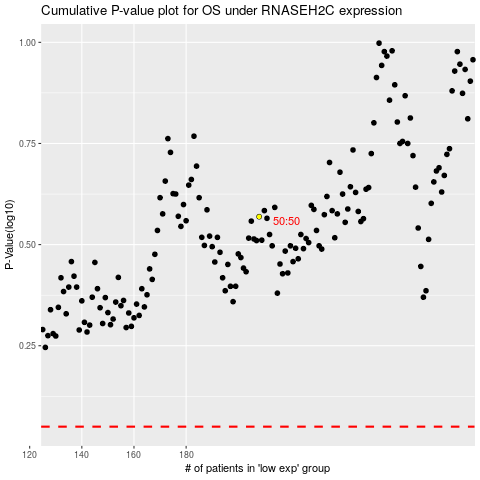 Cumulative P-value plot for OS under RNASEH2C expression
P-Value(log10)
1.00
0.75
0.50
0.25
50:50
120 140 160 180
# of patients in 'low exp' group